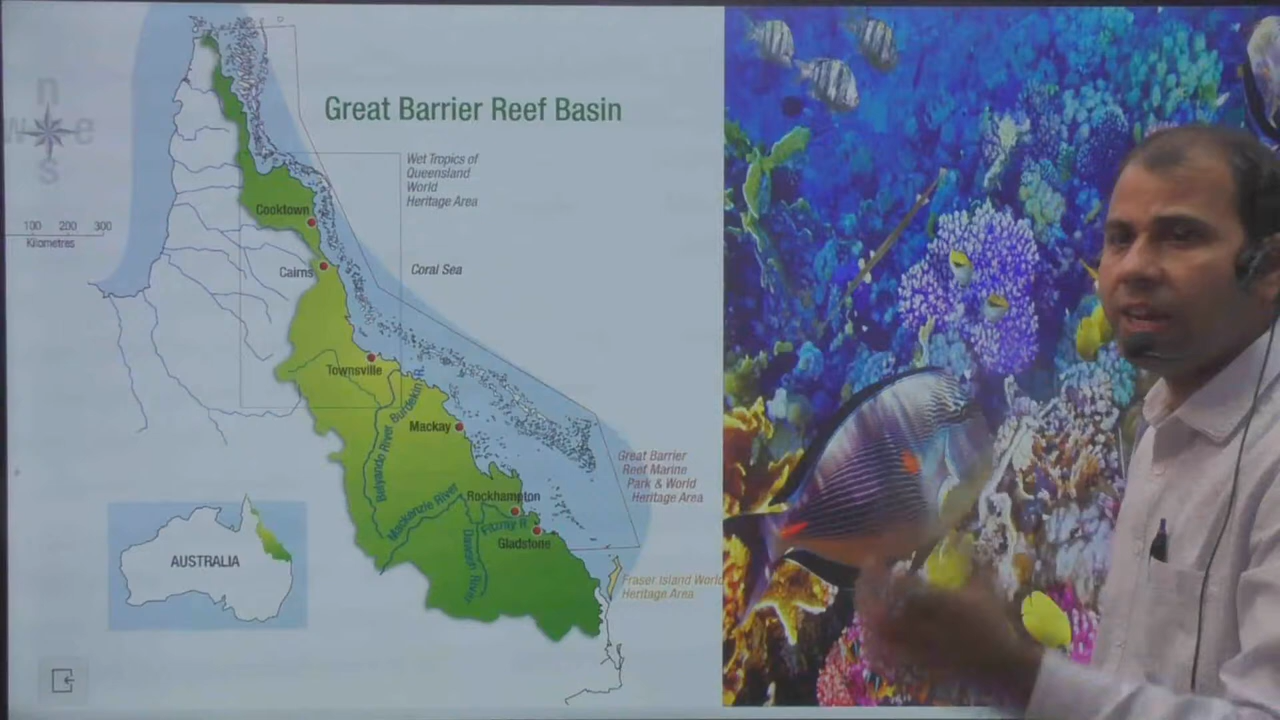 Great Barrier Reef Basin
n
w e
s
100 200 300
Kilometres
Wet Tropics of
Queensland
World
Heritage Area
Cooktown
Cairns
Coral Sea
Townsville
Burdekin R.
Mackay
Belyando River
Great Barrier
Reef Marine
Park & World
Heritage Area
Mackenzie River
Rockhampton
Fitzroy R.
Gladstone
Dawson River
AUSTRALIA
Fraser Island World
Heritage Area